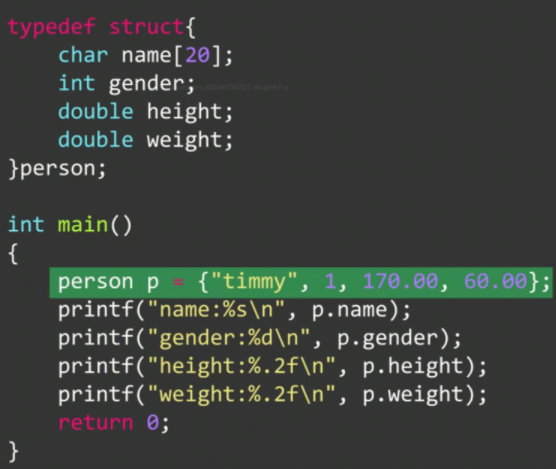 typedef struct{
    char name[20];
    int gender;
    double height;
    double weight;
}person;

int main()
{
    person p = {"timmy", 1, 170.00, 60.00};
    printf("name:%s\n", p.name);
    printf("gender:%d\n", p.gender);
    printf("height:%.2f\n", p.height);
    printf("weight:%.2f\n", p.weight);
    return 0;
}